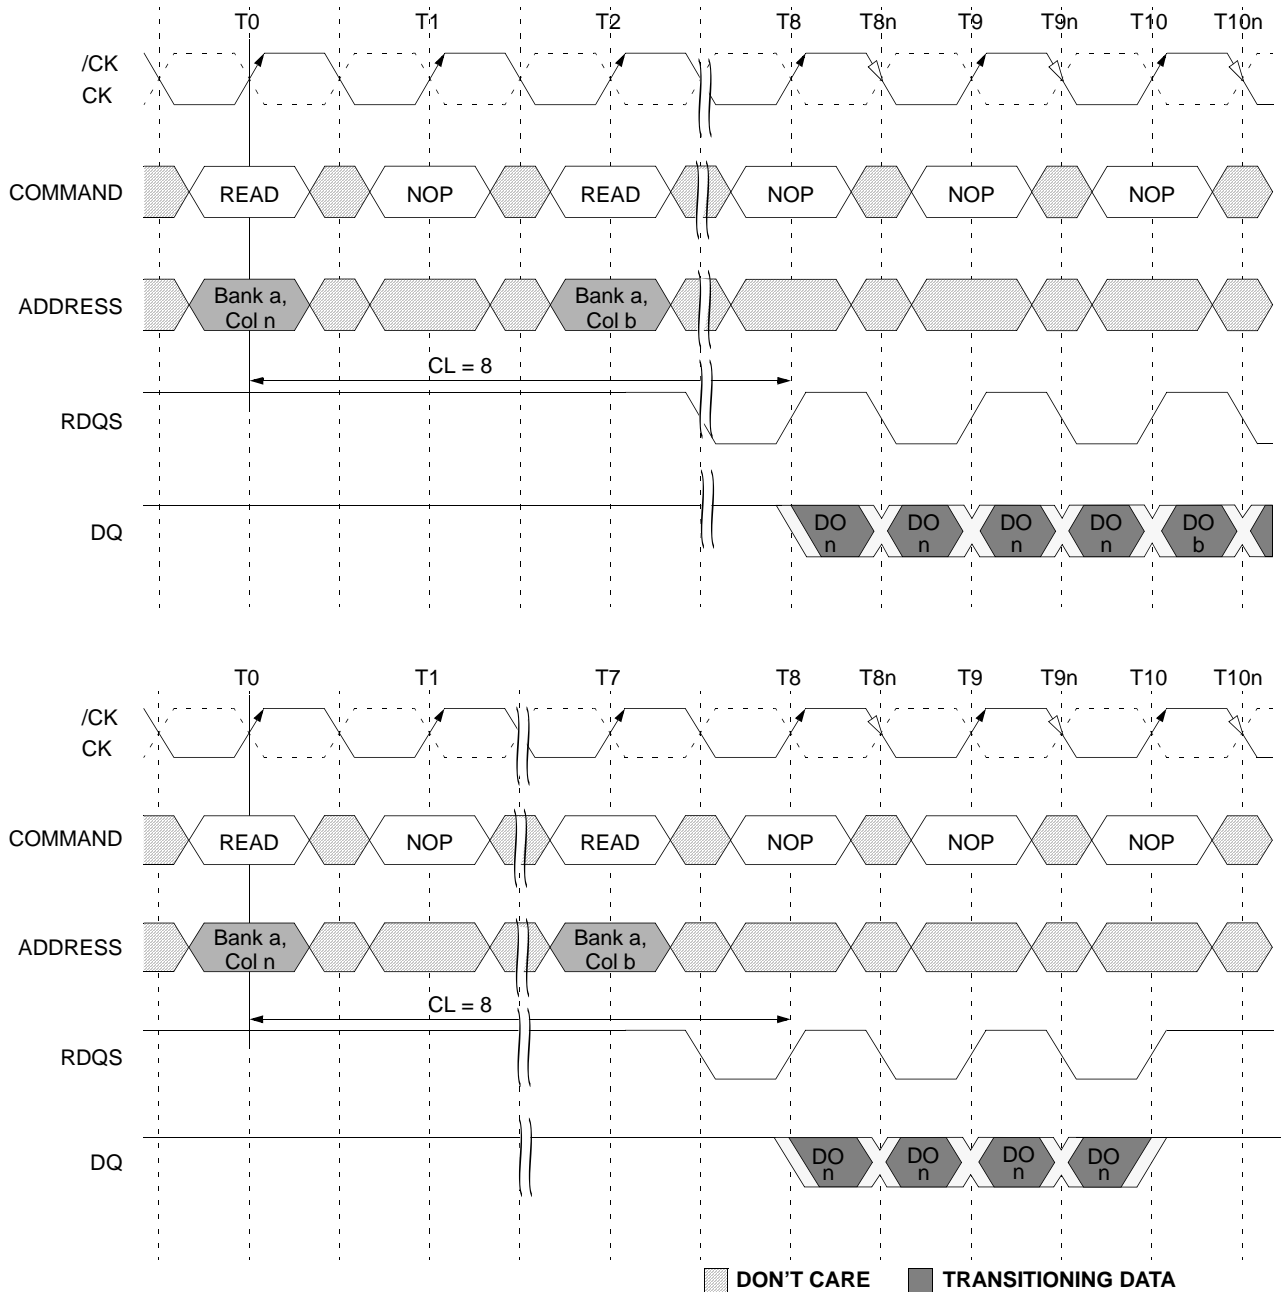 T0 T1 T2 T8 T8n T9 T9n T10 T10n
/CK
CK
COMMAND READ NOP READ NOP NOP NOP
ADDRESS
Bank a,
Col n
Bank a,
Col b
CL = 8
RDQS
DQ
DO
n
DO
n
DO
n
DO
n
DO
b
T0 T1 T7 T8 T8n T9 T9n T10 T10n
/CK
CK
COMMAND READ NOP READ NOP NOP NOP
ADDRESS
Bank a,
Col n
Bank a,
Col b
CL = 8
RDQS
DQ
DO
n
DO
n
DO
n
DO
n
DON'T CARE TRANSITIONING DATA